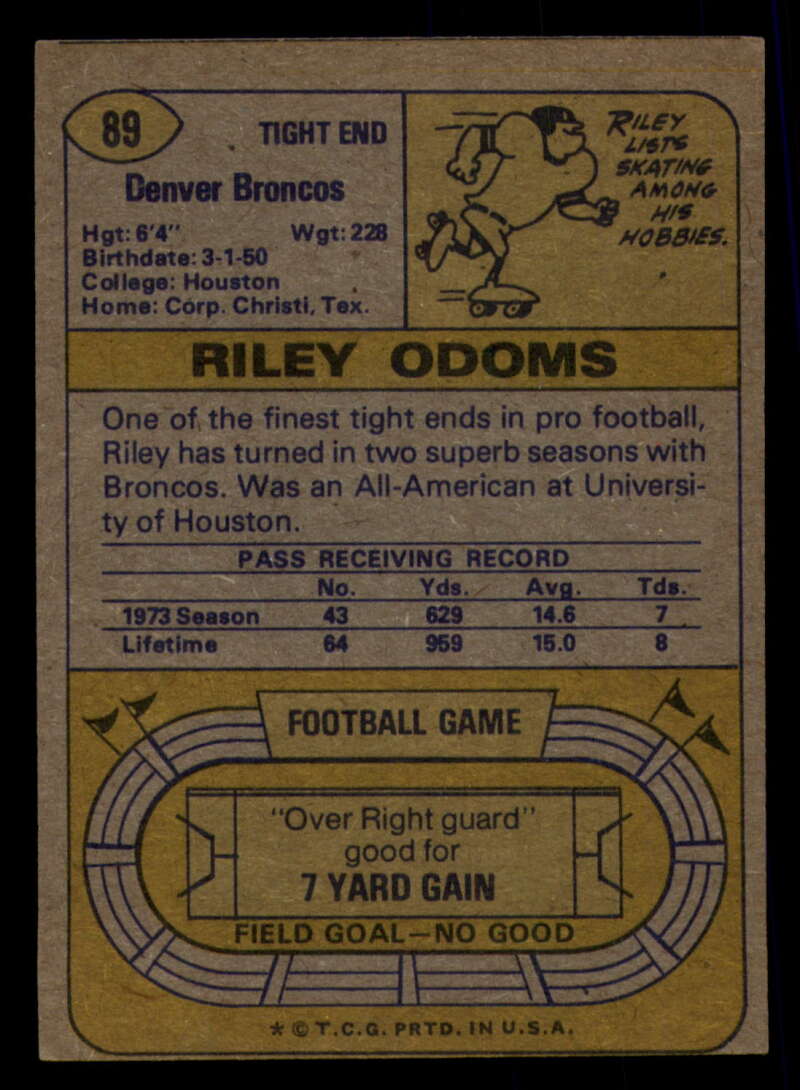 89
TIGHT END
Denver Broncos
Hgt: 6'4" Wgt: 228
Birthdate: 3-1-50
College: Houston
Home: Corp. Christi, Tex.
RILEY
LISTS
SKATING
AMONG
HIS
HOBBIES.
RILEY ODOMS
One of the finest tight ends in pro football,
Riley has turned in two superb seasons with
Broncos. Was an All-American at Universi-
ty of Houston.
PASS RECEIVING RECORD
No. Yds. Avg. Tds.
1973 Season 43 629 14.6 7
Lifetime 64 959 15.0 8
FOOTBALL GAME
"Over Right guard"
good for
7 YARD GAIN
FIELD GOAL—NO GOOD
* © T.C.G. PRTD. IN U.S.A.